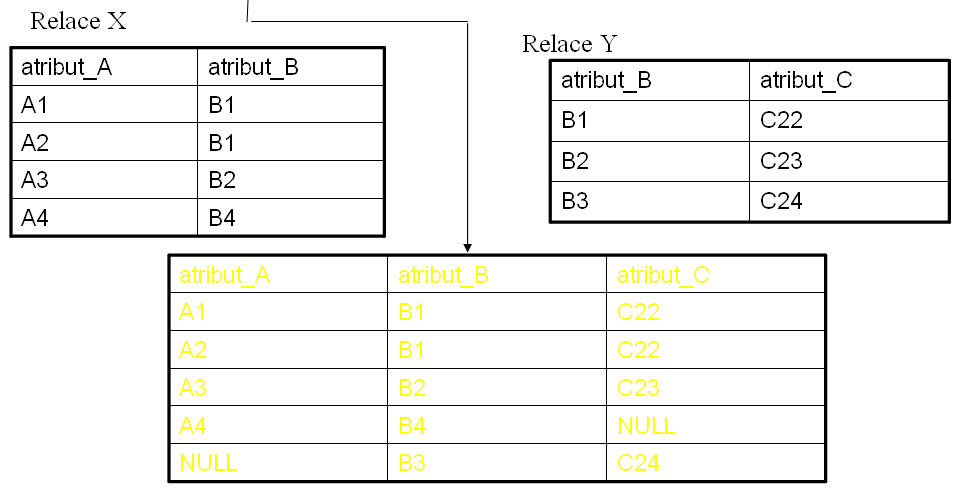 Relace X
atribut_A atribut_B
A1 B1
A2 B1
A3 B2
A4 B4
Relace Y
atribut_B atribut_C
B1 C22
B2 C23
B3 C24
atribut_A atribut_B atribut_C
A1 B1 C22
A2 B1 C22
A3 B2 C23
A4 B4 NULL
NULL B3 C24